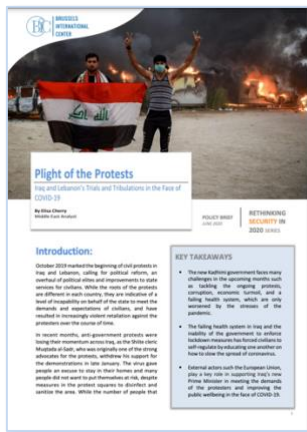 BRUSSELS
INTERNATIONAL
CENTER
BIC
Plight of the Protests
Iraq and Lebanon's Trials and Tribulations in the Face of
COVID-19
By Elisa Cherry
Middle East Analyst
POLICY BRIEF
JUNE 2020
RETHINKING
SECURITY IN
2020 SERIES
Introduction:
October 2019 marked the beginning of civil protests in
Iraq and Lebanon, calling for political reform, an
overhaul of political elites and improvements to state
services for civilians. While the roots of the protests
are different in each country, they are indicative of a
level of incapability on behalf of the state to meet the
demands and expectations of civilians, and have
resulted in increasingly violent retaliation against the
protestors over the course of time.
In recent months, anti-government protests were
losing their momentum across Iraq, as the Shiite cleric
Muqtada al-Sadr, who was originally one of the strong
advocates for the protests, withdrew his support for
the demonstrations in late January. The virus gave
people an excuse to stay in their homes and many
people did not want to put themselves at risk, despite
measures in the protest squares to disinfect and
sanitize the area. While the number of people that
KEY TAKEAWAYS
• The new Kadhimi government faces many
challenges in the upcoming months such
as tackling the ongoing protests,
corruption, economic turmoil, and a
failing health system, which are only
worsened by the stresses of the
pandemic.
• The failing health system in Iraq and the
inability of the government to enforce
lockdown measures has forced civilians to
self-regulate by educating one another on
how to slow the spread of coronavirus.
• External actors such the European Union,
play a key role in supporting Iraq's new
Prime Minister in meeting the demands
of the protestors and improving the
public wellbeing in the face of COVID-19.